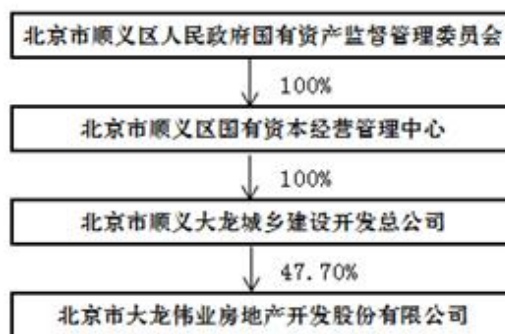 北京市顺义区人民政府国有资产监督管理委员会
100%
北京市顺义区国有资本经营管理中心
100%
北京市顺义大龙城乡建设开发总公司
47.70%
北京市大龙伟业房地产开发股份有限公司